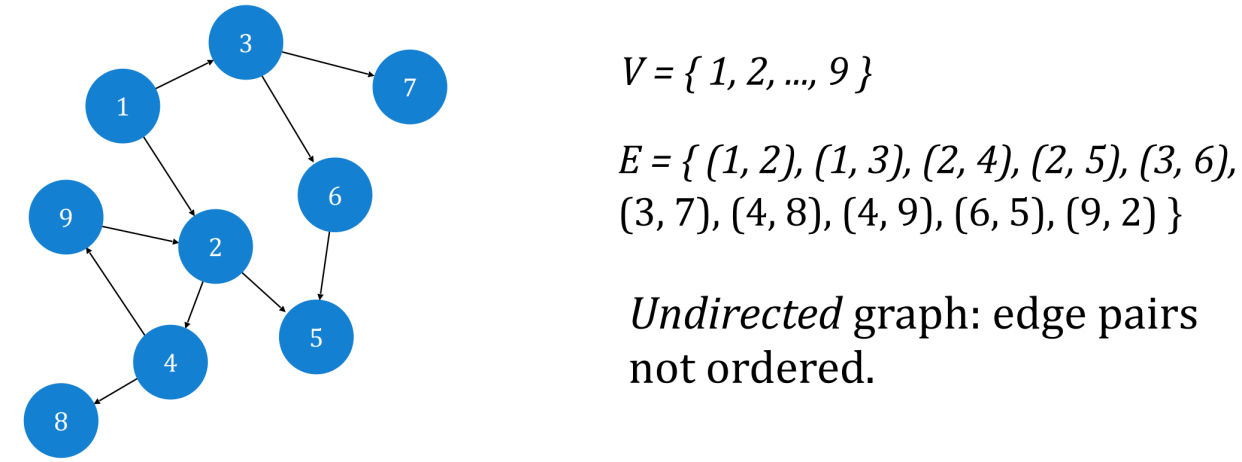 3
7
1
6
9
2
5
4
8
V = { 1, 2, ..., 9 }
E = { (1, 2), (1, 3), (2, 4), (2, 5), (3, 6),
(3, 7), (4, 8), (4, 9), (6, 5), (9, 2) }
Undirected graph: edge pairs
not ordered.